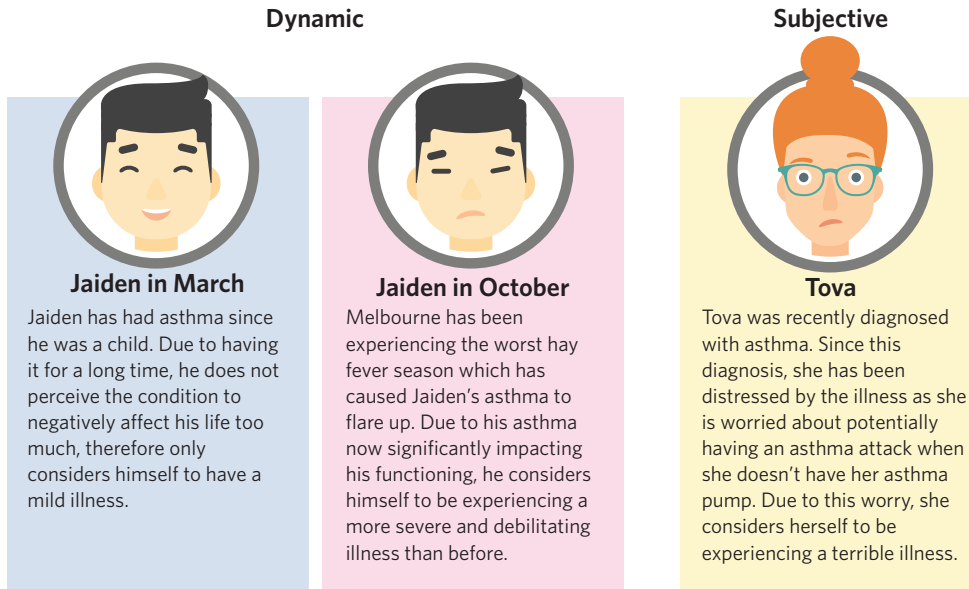 Dynamic
Subjective
Jaiden in March
Jaiden has had asthma since
he was a child. Due to having
it for a long time, he does not
perceive the condition to
negatively affect his life too
much, therefore only
considers himself to have a
mild illness.
Jaiden in October
Melbourne has been
experiencing the worst hay
fever season which has
caused Jaiden’s asthma to
flare up. Due to his asthma
now significantly impacting
his functioning, he considers
himself to be experiencing a
more severe and debilitating
illness than before.
Tova
Tova was recently diagnosed
with asthma. Since this
diagnosis, she has been
distressed by the illness as she
is worried about potentially
having an asthma attack when
she doesn’t have her asthma
pump. Due to this worry, she
considers herself to be
experiencing a terrible illness.